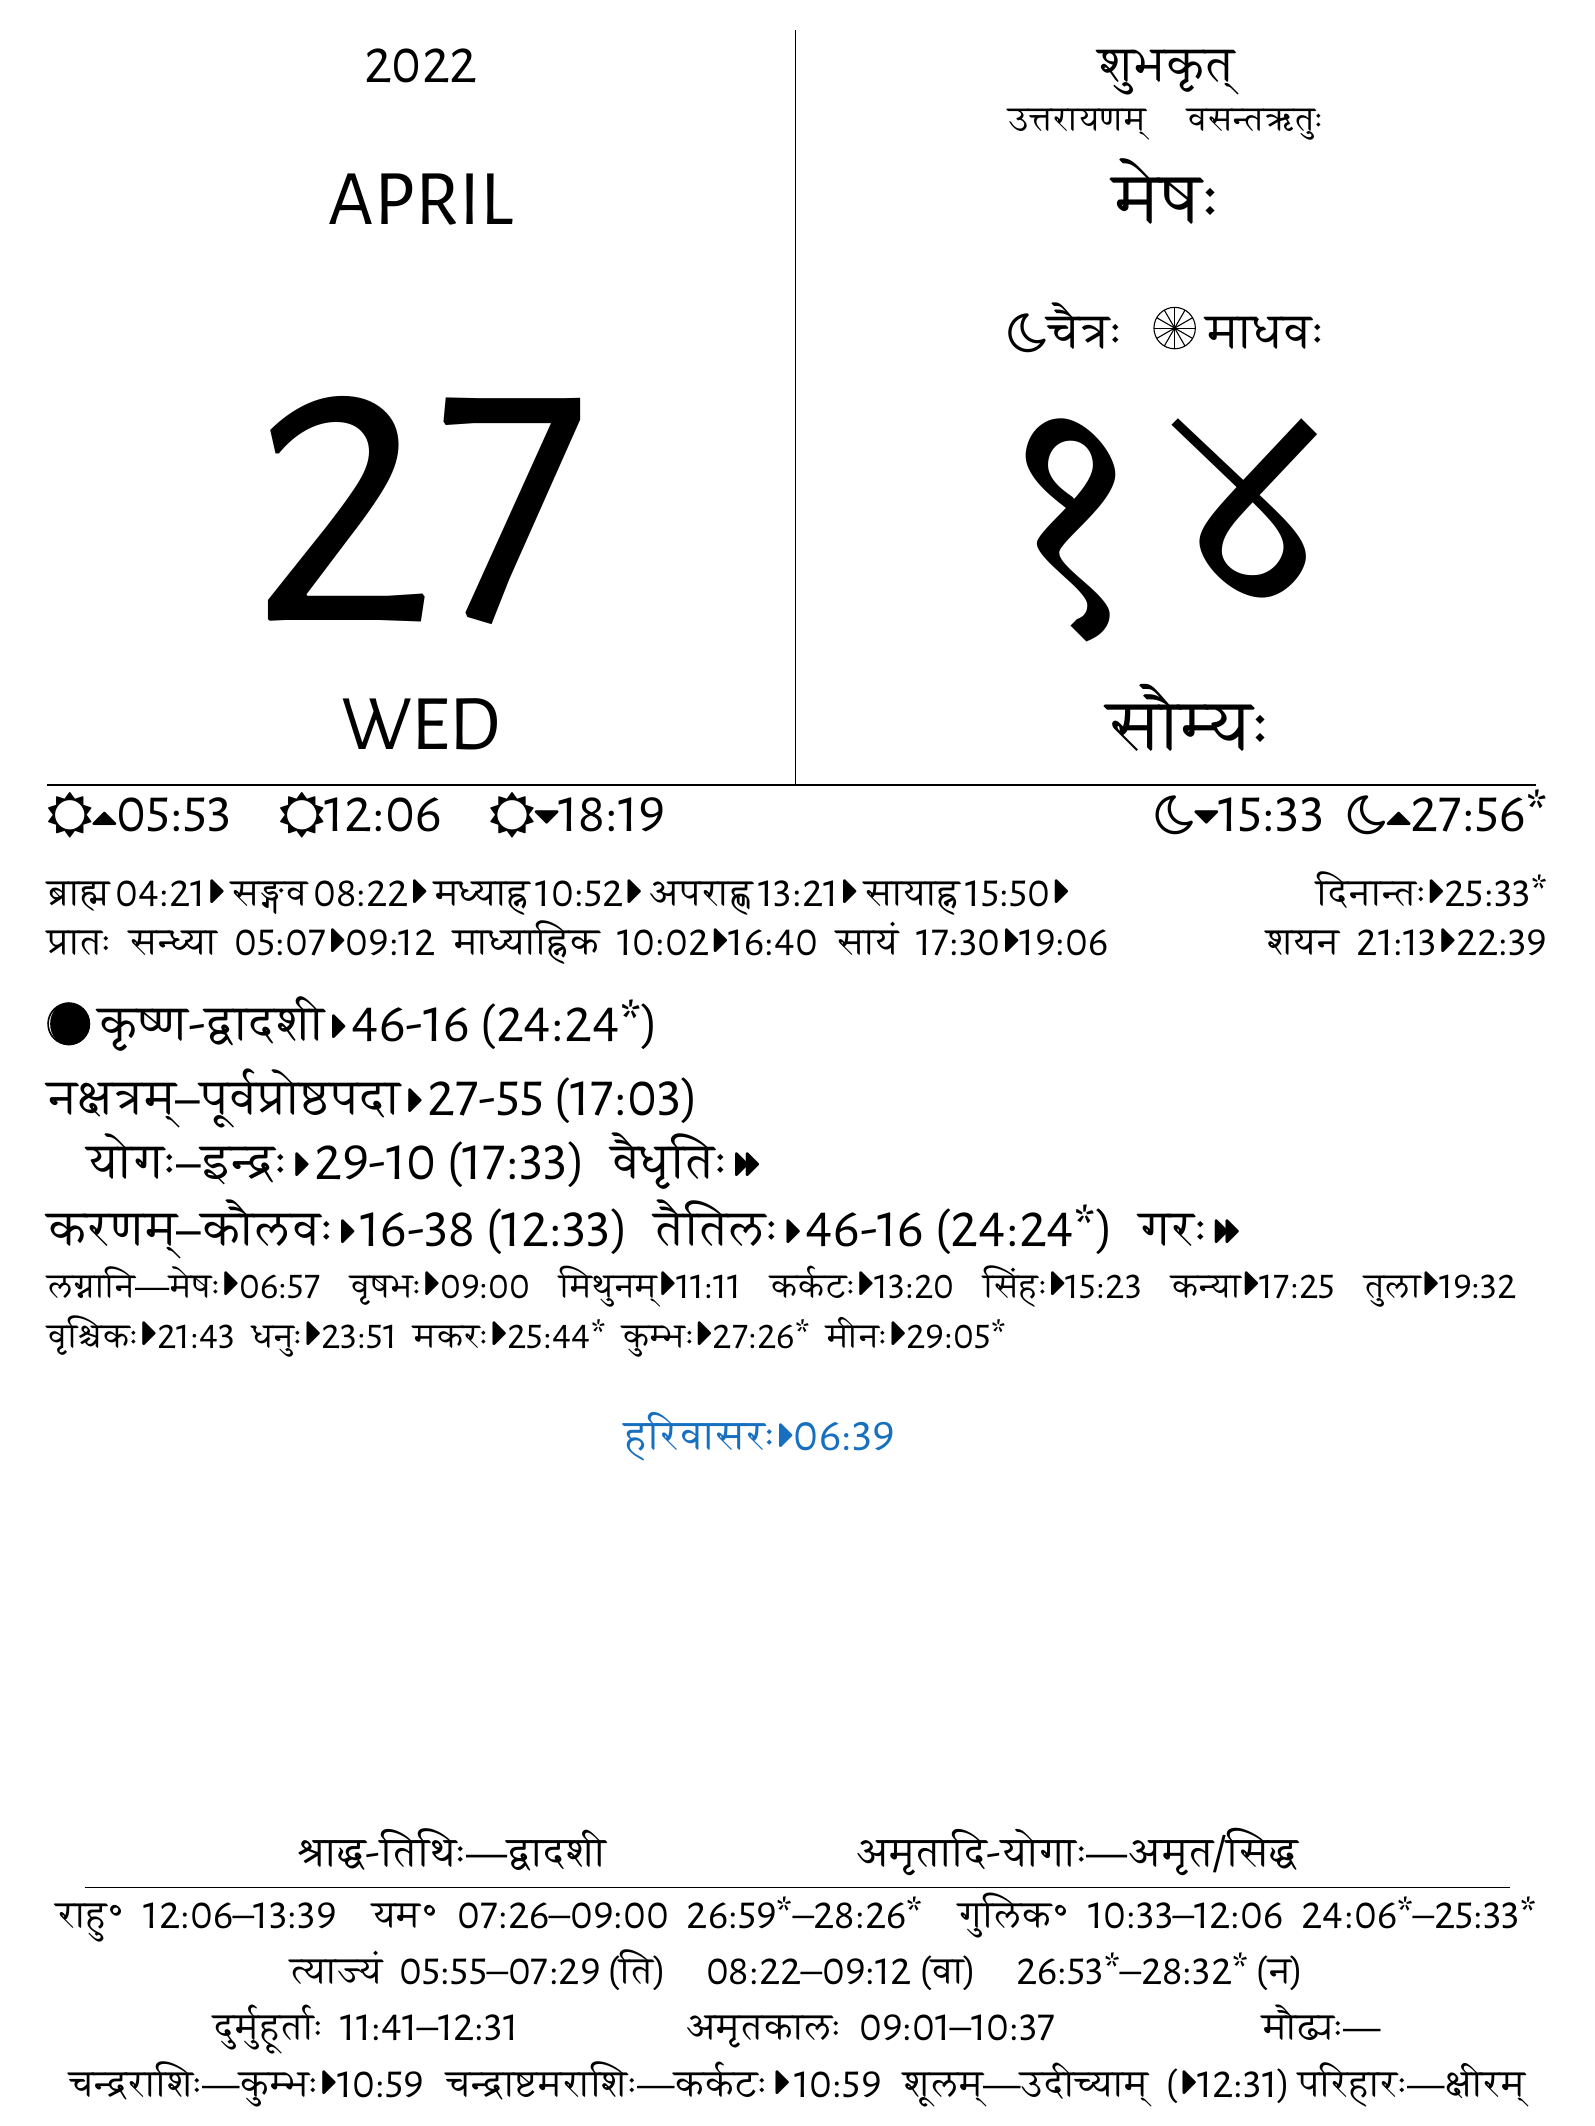 2022
APRIL
27
WED
शुभकृत्
उत्तरायणम् वसन्तऋतुः
मेषः
चैत्रः माधवः
१४
सौम्यः
05:53 12:06 18:19 15:33 27:56*
ब्राह्म 04:21 सङ्गव 08:22 मध्याह्न 10:52 अपराह्ण 13:21 सायाह्न 15:50 दिनान्तः 25:33*
प्रातः सन्ध्या 05:07 09:12 माध्याह्निक 10:02 16:40 सायं 17:30 19:06 शयन 21:13 22:39
कृष्ण-द्वादशी 46-16 (24:24*)
नक्षत्रम्–पूर्वप्रोष्ठपदा 27-55 (17:03)
योगः–इन्द्रः 29-10 (17:33) वैधृतिः
करणम्–कौलवः 16-38 (12:33) तैतिलः 46-16 (24:24*) गरः
लग्नानि—मेषः 06:57 वृषभः 09:00 मिथुनम् 11:11 कर्कटः 13:20 सिंहः 15:23 कन्या 17:25 तुला 19:32
वृश्चिकः 21:43 धनुः 23:51 मकरः 25:44* कुम्भः 27:26* मीनः 29:05*
हरिवासरः 06:39
श्राद्ध-तिथिः—द्वादशी अमृतादि-योगाः—अमृत/सिद्ध
राहु° 12:06–13:39 यम° 07:26–09:00 26:59*–28:26* गुलिक° 10:33–12:06 24:06*–25:33*
त्याज्यं 05:55–07:29 (ति) 08:22–09:12 (वा) 26:53*–28:32* (न)
दुर्मुहूर्ताः 11:41–12:31 अमृतकालः 09:01–10:37 मौढ्यः—
चन्द्रराशिः—कुम्भः 10:59 चन्द्राष्टमराशिः—कर्कटः 10:59 शूलम्—उदीच्याम् (12:31) परिहारः—क्षीरम्